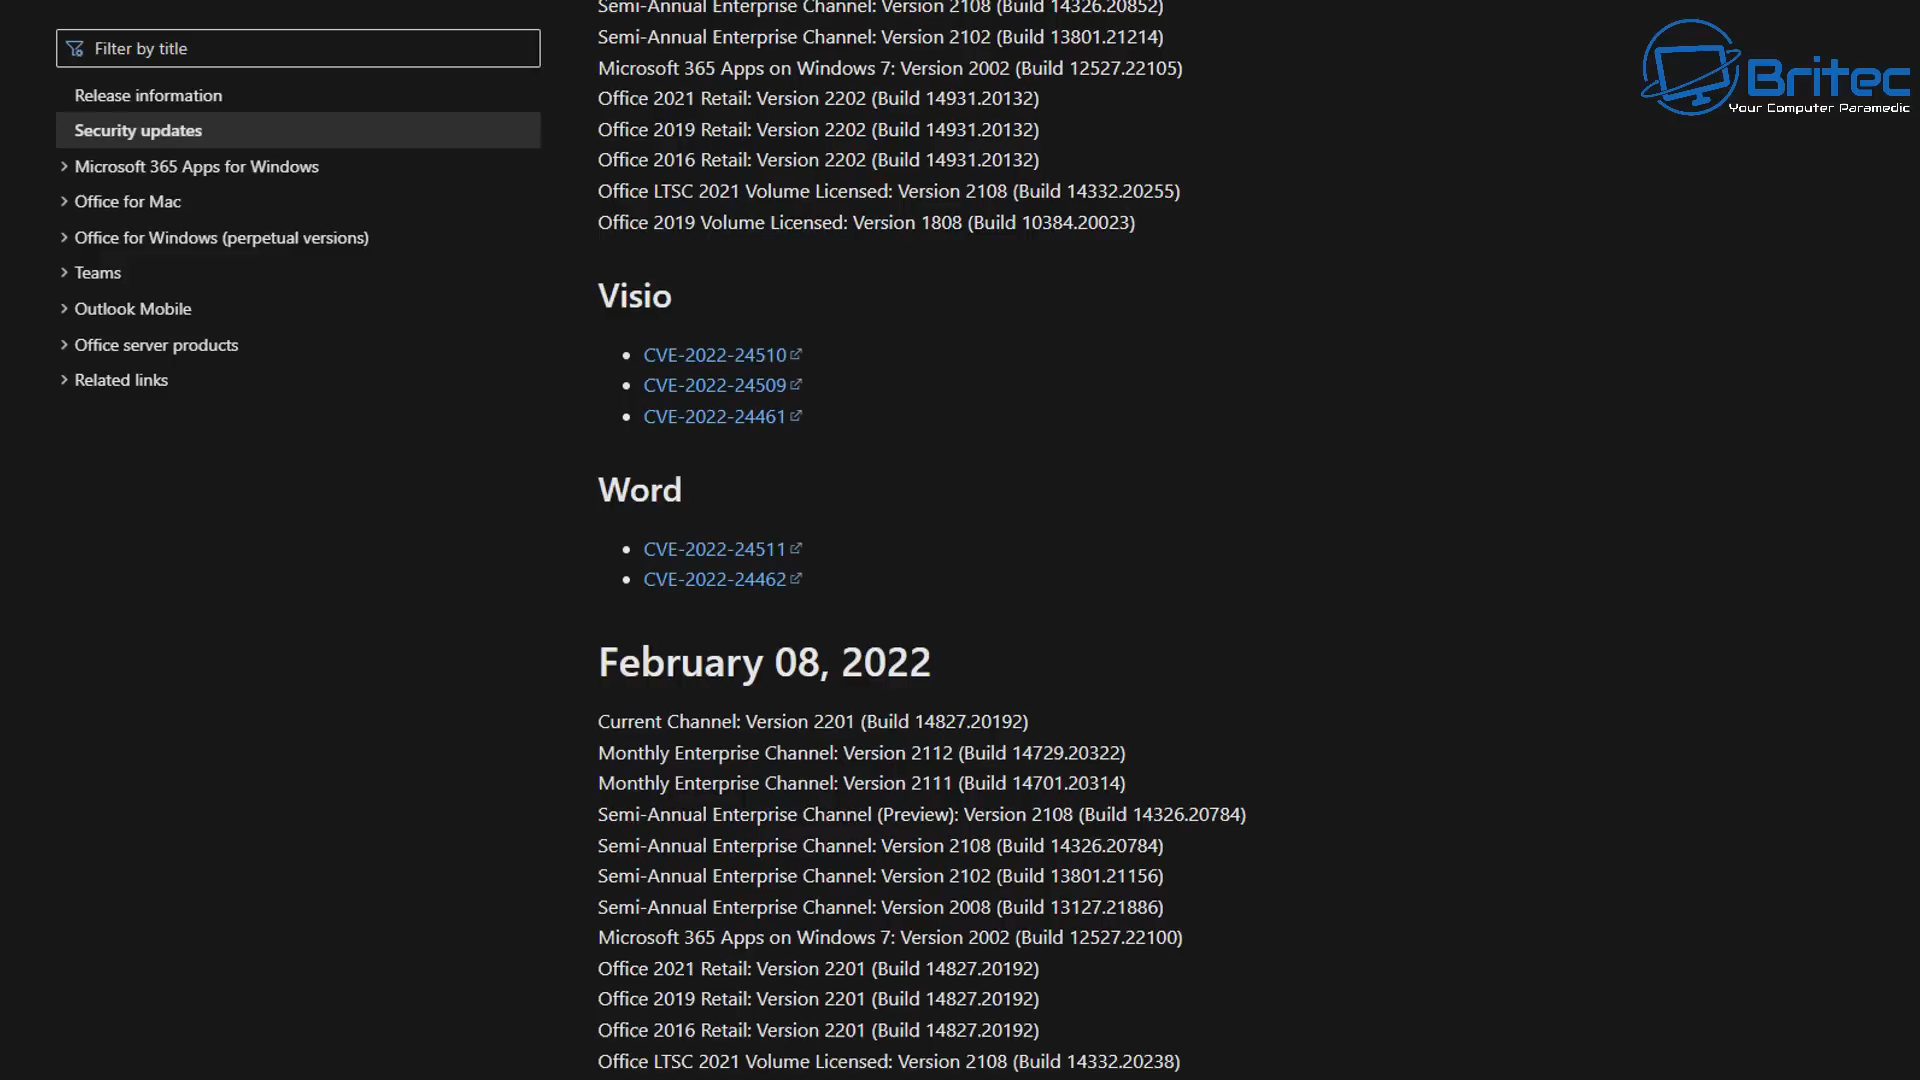 Filter by title
Release information
Security updates
Microsoft 365 Apps for Windows
Office for Mac
Office for Windows (perpetual versions)
Teams
Outlook Mobile
Office server products
Related links
Semi-Annual Enterprise Channel: Version 2108 (Build 14326.20852)
Semi-Annual Enterprise Channel: Version 2102 (Build 13801.21214)
Microsoft 365 Apps on Windows 7: Version 2002 (Build 12527.22105)
Office 2021 Retail: Version 2202 (Build 14931.20132)
Office 2019 Retail: Version 2202 (Build 14931.20132)
Office 2016 Retail: Version 2202 (Build 14931.20132)
Office LTSC 2021 Volume Licensed: Version 2108 (Build 14332.20255)
Office 2019 Volume Licensed: Version 1808 (Build 10384.20023)
Visio
CVE-2022-24510
CVE-2022-24509
CVE-2022-24461
Word
CVE-2022-24511
CVE-2022-24462
February 08, 2022
Current Channel: Version 2201 (Build 14827.20192)
Monthly Enterprise Channel: Version 2112 (Build 14729.20322)
Monthly Enterprise Channel: Version 2111 (Build 14701.20314)
Semi-Annual Enterprise Channel (Preview): Version 2108 (Build 14326.20784)
Semi-Annual Enterprise Channel: Version 2108 (Build 14326.20784)
Semi-Annual Enterprise Channel: Version 2102 (Build 13801.21156)
Semi-Annual Enterprise Channel: Version 2008 (Build 13127.21886)
Microsoft 365 Apps on Windows 7: Version 2002 (Build 12527.22100)
Office 2021 Retail: Version 2201 (Build 14827.20192)
Office 2019 Retail: Version 2201 (Build 14827.20192)
Office 2016 Retail: Version 2201 (Build 14827.20192)
Office LTSC 2021 Volume Licensed: Version 2108 (Build 14332.20238)
Britec
Your Computer Paramedic